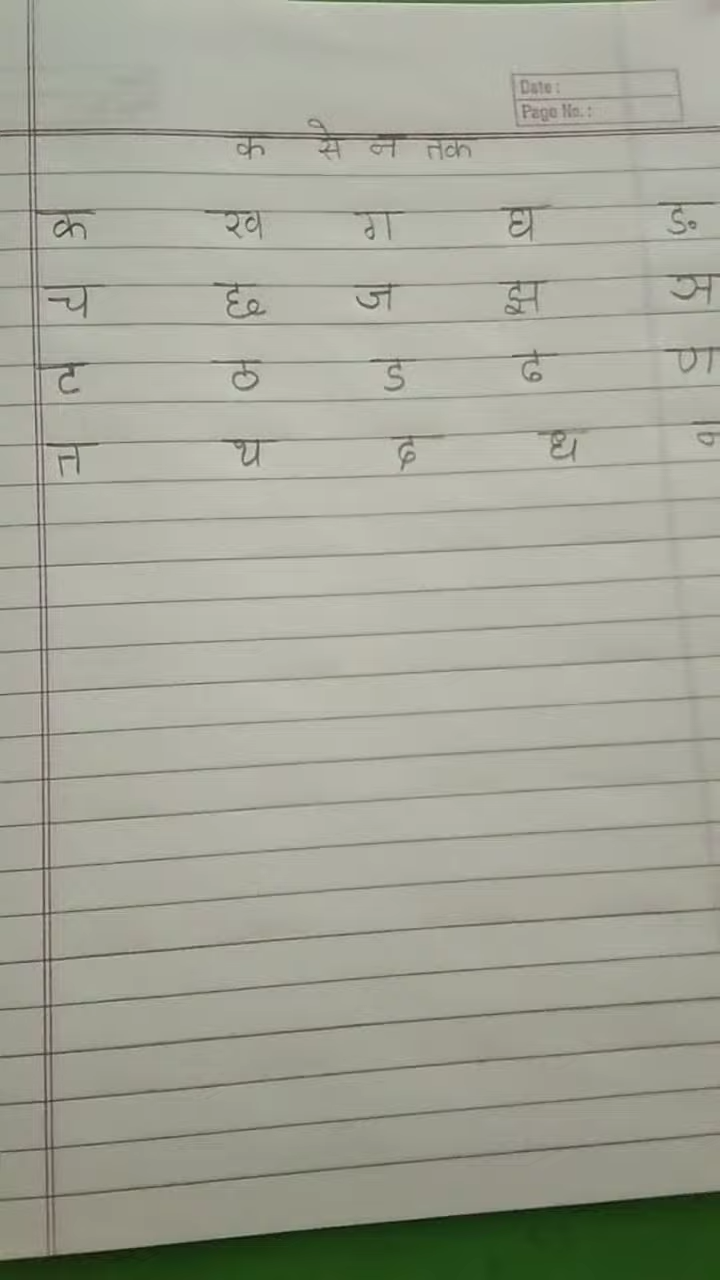 Date :
Page No. :
क से न तक
क ख ग घ ङ
च छ ज झ ञ
ट ठ ड ढ ण
त थ द ध न